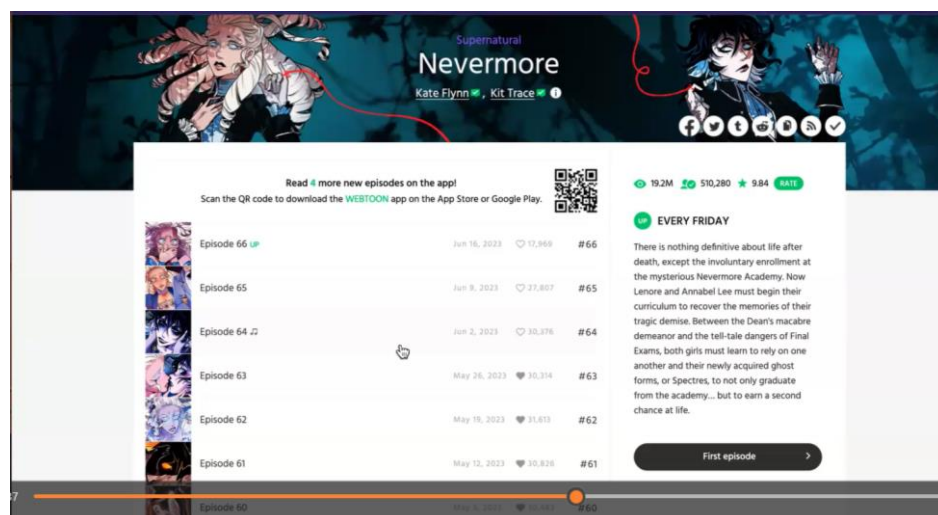 Supernatural
Nevermore
Kate Flynn , Kit Trace
Read 4 more new episodes on the app!
Scan the QR code to download the WEBTOON app on the App Store or Google Play.
Episode 66 UP Jun 16, 2023 17,968 #66
Episode 65 Jun 9, 2023 27,807 #65
Episode 64 Jun 2, 2023 30,376 #64
Episode 63 May 26, 2023 30,314 #63
Episode 62 May 19, 2023 31,613 #62
Episode 61 May 12, 2023 30,826 #61
Episode 60 #60
19.2M 510,280 9.84 RATE
UP EVERY FRIDAY
There is nothing definitive about life after
death, except the involuntary enrollment at
the mysterious Nevermore Academy. Now
Lenore and Annabel Lee must begin their
curriculum to recover the memories of their
tragic demise. Between the Dean's macabre
demeanor and the tell-tale dangers of Final
Exams, both girls must learn to rely on one
another and their newly acquired ghost
forms, or Spectres, to not only graduate
from the academy... but to earn a second
chance at life.
First episode